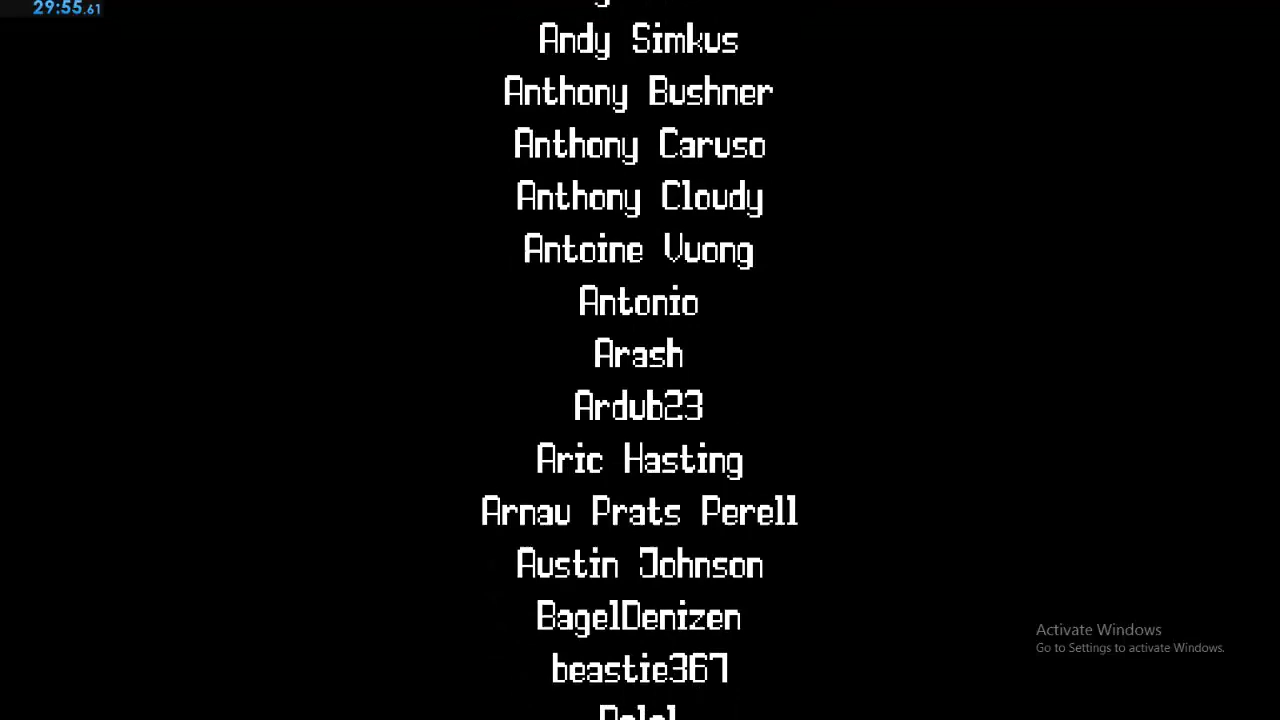 29:55.61
Andy Simkus
Anthony Bushner
Anthony Caruso
Anthony Cloudy
Antoine Vuong
Antonio
Arash
Ardub23
Aric Hasting
Arnau Prats Perell
Austin Johnson
BagelDenizen
beastie367
Activate Windows
Go to Settings to activate Windows.